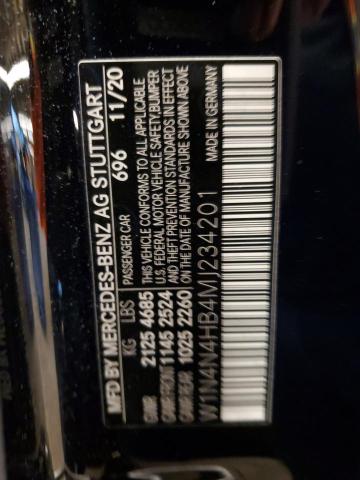 MFD BY MERCEDES-BENZ AG STUTTGART
696 11/20
PASSENGER CAR
KG LBS
GVWR 2125 4685
GAWR-FRONT 1145 2524
GAWR-REAR 1025 2260
THIS VEHICLE CONFORMS TO ALL APPLICABLE
U.S. FEDERAL MOTOR VEHICLE SAFETY,BUMPER
AND THEFT PREVENTION STANDARDS IN EFFECT
ON THE DATE OF MANUFACTURE SHOWN ABOVE
W1N4N4HB4MJ234201
MADE IN GERMANY